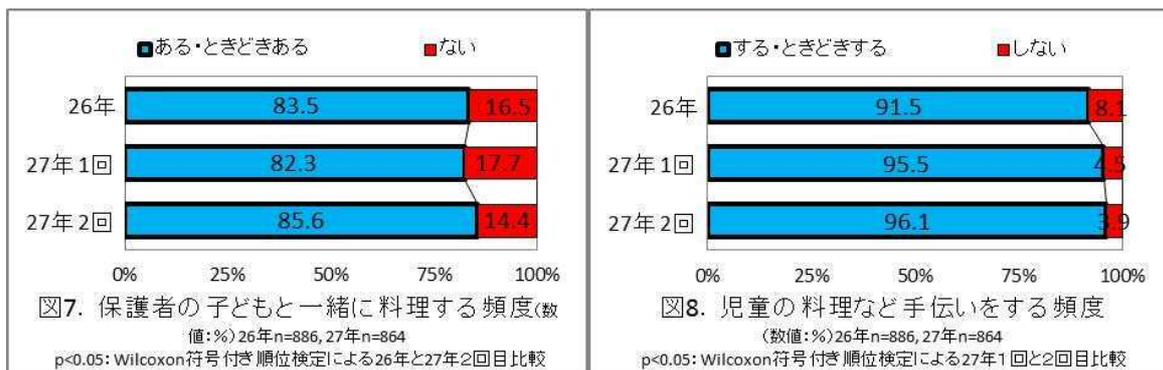 ■ある・ときどきある ■ない
26年 83.5 16.5
27年1回 82.3 17.7
27年2回 85.6 14.4
0% 25% 50% 75% 100%
図7. 保護者の子どもと一緒に料理する頻度(数
値:%)26年n=886, 27年n=864
p<0.05: Wilcoxon符号付き順位検定による26年と27年2回目比較
■する・ときどきする ■しない
26年 91.5 8.1
27年1回 95.5 4.5
27年2回 96.1 3.9
0% 25% 50% 75% 100%
図8. 児童の料理など手伝いをする頻度
(数値:%)26年n=886, 27年n=864
p<0.05: Wilcoxon符号付き順位検定による27年1回と2回目比較